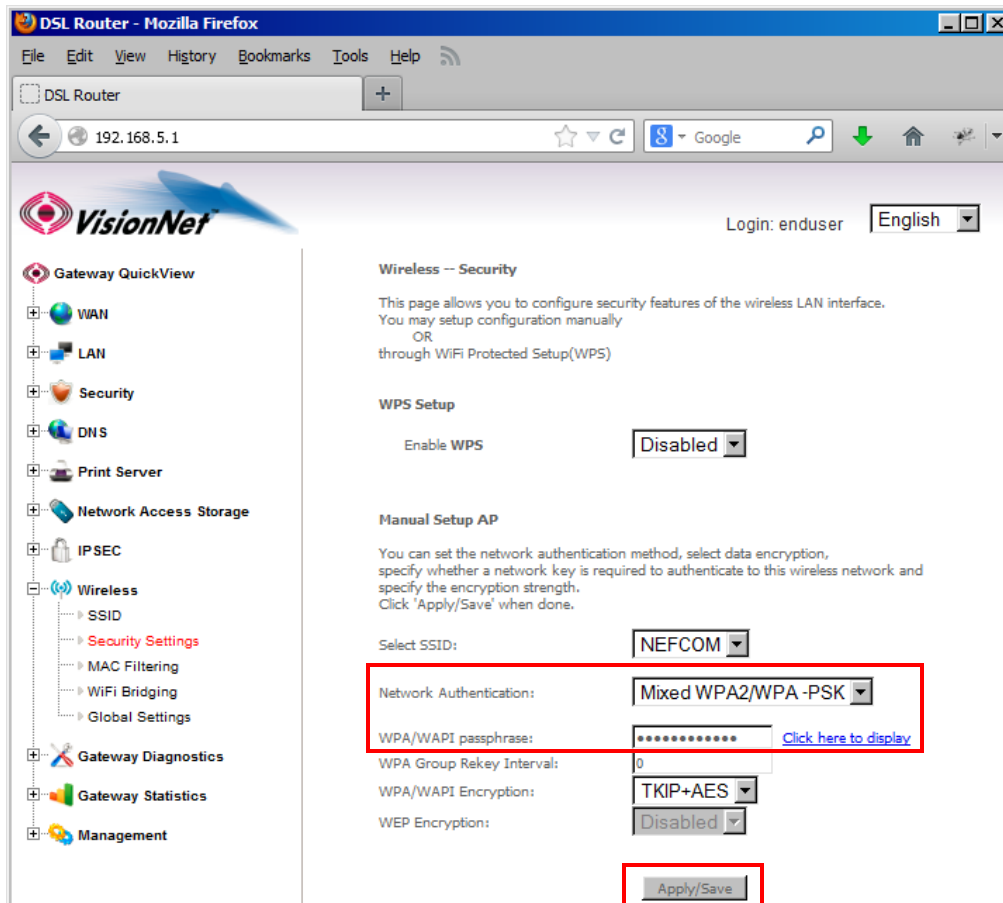 DSL Router - Mozilla Firefox
File Edit View History Bookmarks Tools Help
DSL Router
192.168.5.1
8 Google
VisionNet
Login: enduser English
Gateway QuickView
WAN
LAN
Security
DNS
Print Server
Network Access Storage
IPSEC
Wireless
SSID
Security Settings
MAC Filtering
WiFi Bridging
Global Settings
Gateway Diagnostics
Gateway Statistics
Management
Wireless -- Security
This page allows you to configure security features of the wireless LAN interface.
You may setup configuration manually
OR
through WiFi Protected Setup(WPS)
WPS Setup
Enable WPS Disabled
Manual Setup AP
You can set the network authentication method, select data encryption,
specify whether a network key is required to authenticate to this wireless network and
specify the encryption strength.
Click 'Apply/Save' when done.
Select SSID: NEFCOM
Network Authentication: Mixed WPA2/WPA -PSK
WPA/WAPI passphrase: •••••••••••• Click here to display
WPA Group Rekey Interval: 0
WPA/WAPI Encryption: TKIP+AES
WEP Encryption: Disabled
Apply/Save